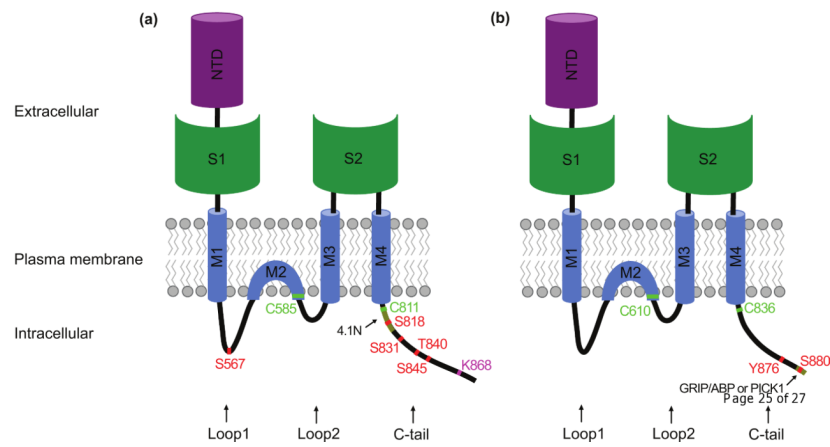 (a)
(b)
NTD
NTD
Extracellular
S1
S2
S1
S2
M1
M3
M4
M1
M3
M4
Plasma membrane
M2
M2
C585
C811
C610
C836
4.1N
S818
Intracellular
S831
T840
S567
S845
K868
Y876
S880
GRIP/ABP or PICK1
Page 25 of 27
Loop1
Loop2
C-tail
Loop1
Loop2
C-tail